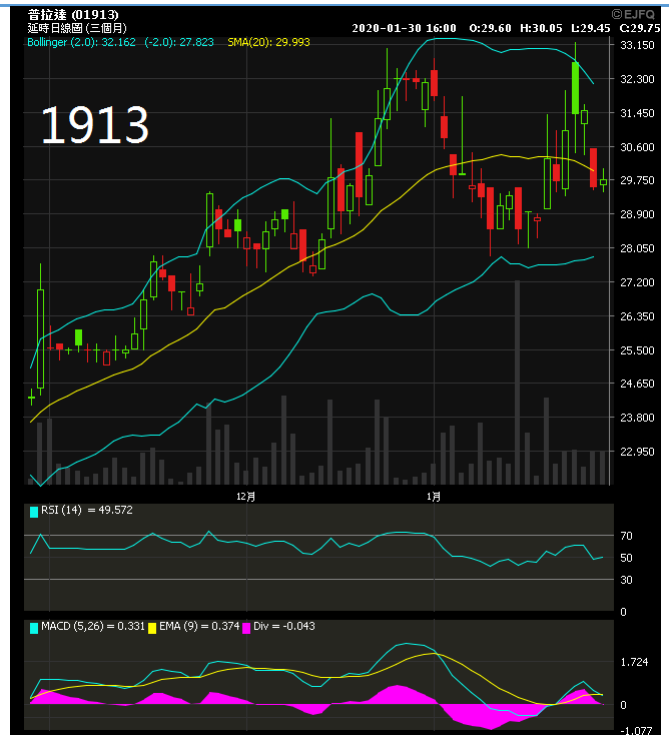 普拉達 (01913)
©EJFQ
延時日線圖 (三個月)
2020-01-30 16:00 O:29.60 H:30.05 L:29.45 C:29.75
Bollinger (2.0): 32.162 (-2.0): 27.823 SMA(20): 29.993
33.150
32.300
1913
31.450
30.600
29.750
28.900
28.050
27.200
26.350
25.500
24.650
23.800
22.950
12月 1月
RSI (14) = 49.572
70
50
30
0
MACD (5,26) = 0.331 EMA (9) = 0.374 Div = -0.043
1.724
0
-1.077